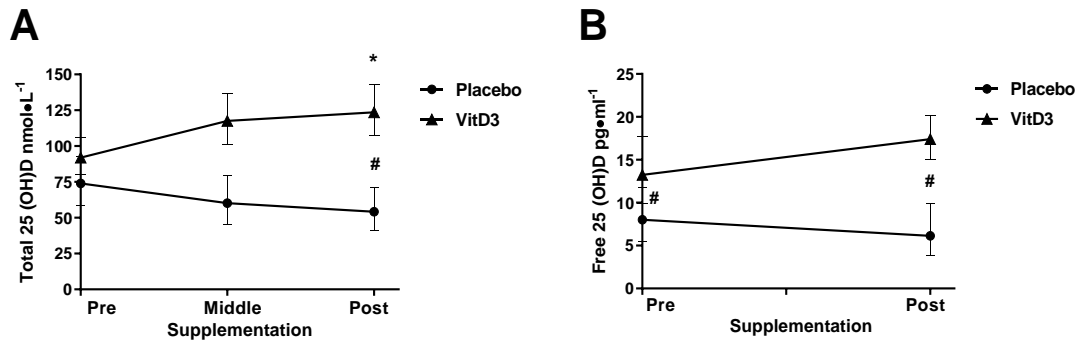 A
Total 25 (OH)D nmol●L-1
150
125
100
75
50
25
0
*
#
Pre
Middle
Post
Supplementation
Placebo
VitD3
B
Free 25 (OH)D pg●ml-1
25
20
15
10
5
0
#
#
Pre
Post
Supplementation
Placebo
VitD3